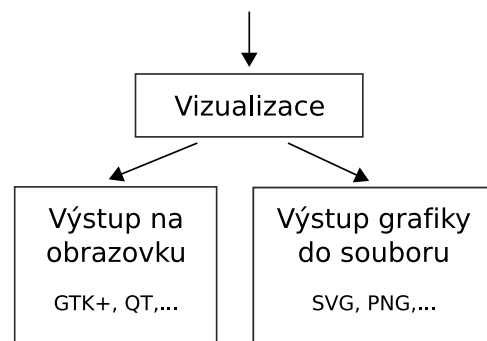 Vizualizace
Výstup na
obrazovku
GTK+, QT,...
Výstup grafiky
do souboru
SVG, PNG,...